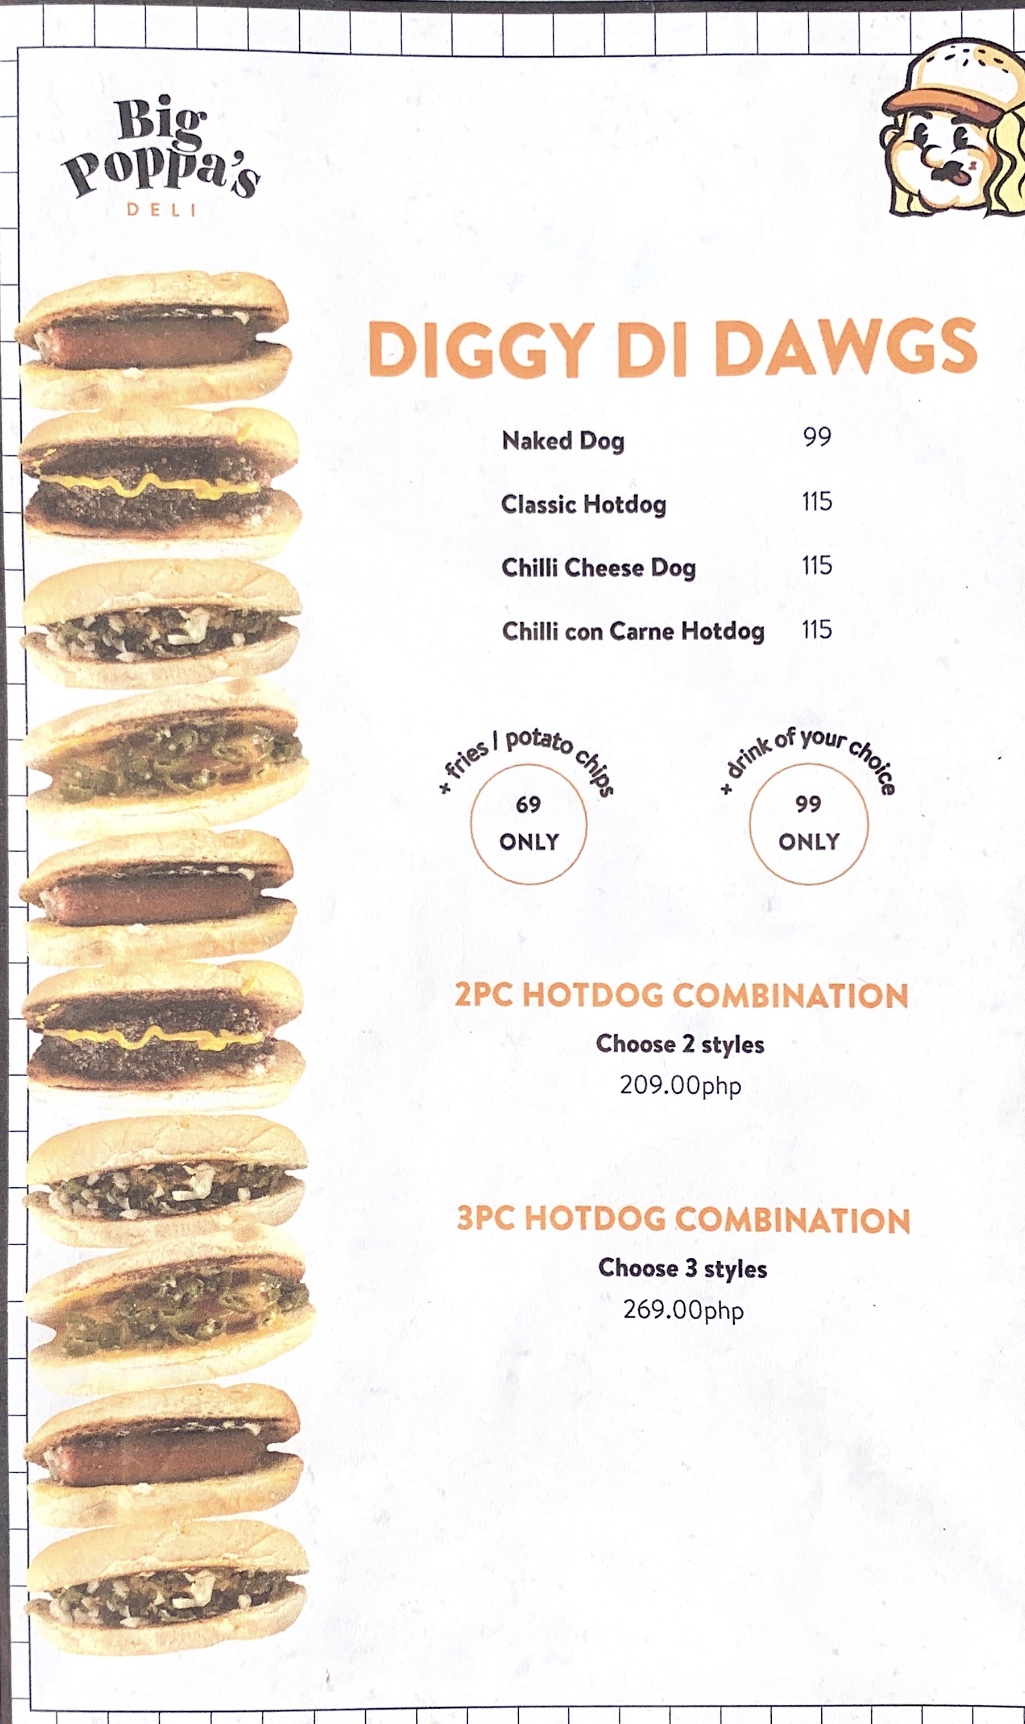 Big
Poppa's
DELI
DIGGY DI DAWGS
Naked Dog 99
Classic Hotdog 115
Chilli Cheese Dog 115
Chilli con Carne Hotdog 115
+ fries / potato chips
69
ONLY
+ drink of your choice
99
ONLY
2PC HOTDOG COMBINATION
Choose 2 styles
209.00php
3PC HOTDOG COMBINATION
Choose 3 styles
269.00php